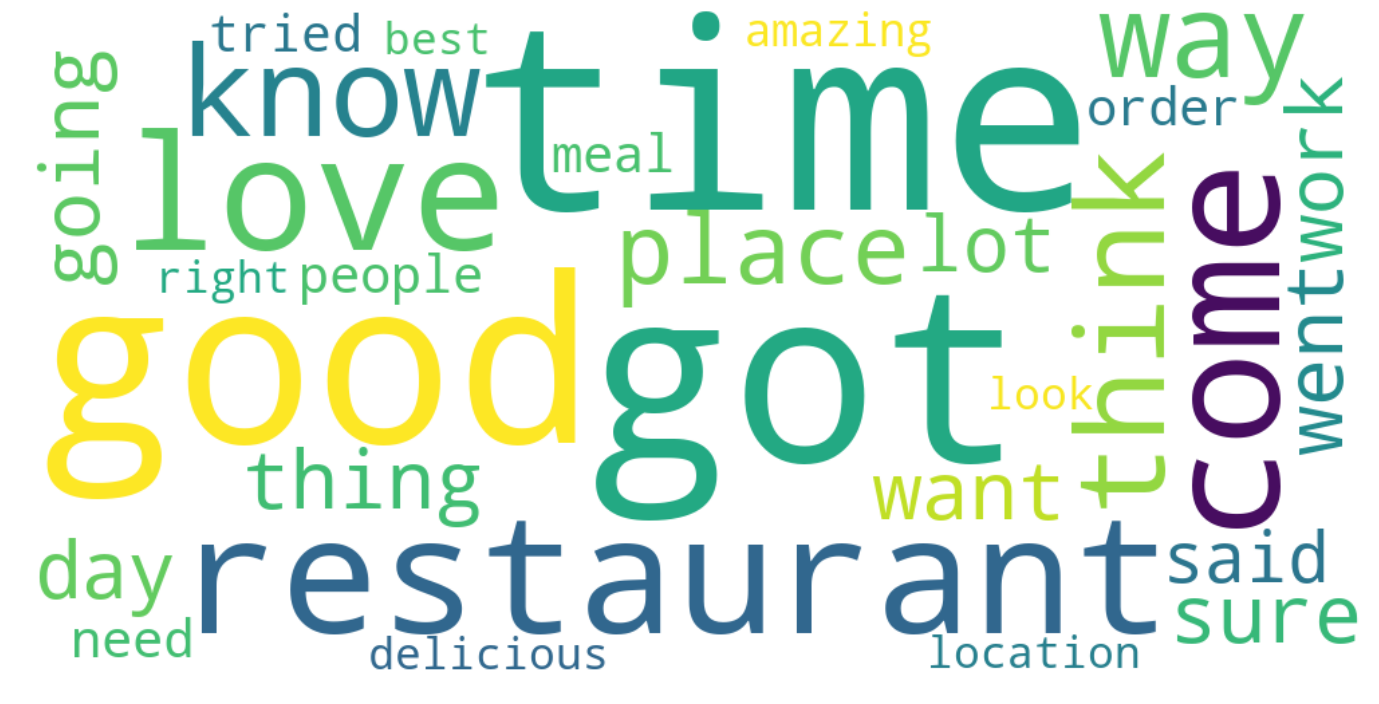 tried
best
amazing
way
know
time
order
going
meal
work
love
think
come
place
lot
right
people
went
good
got
look
thing
want
restaurant
said
day
sure
need
delicious
location